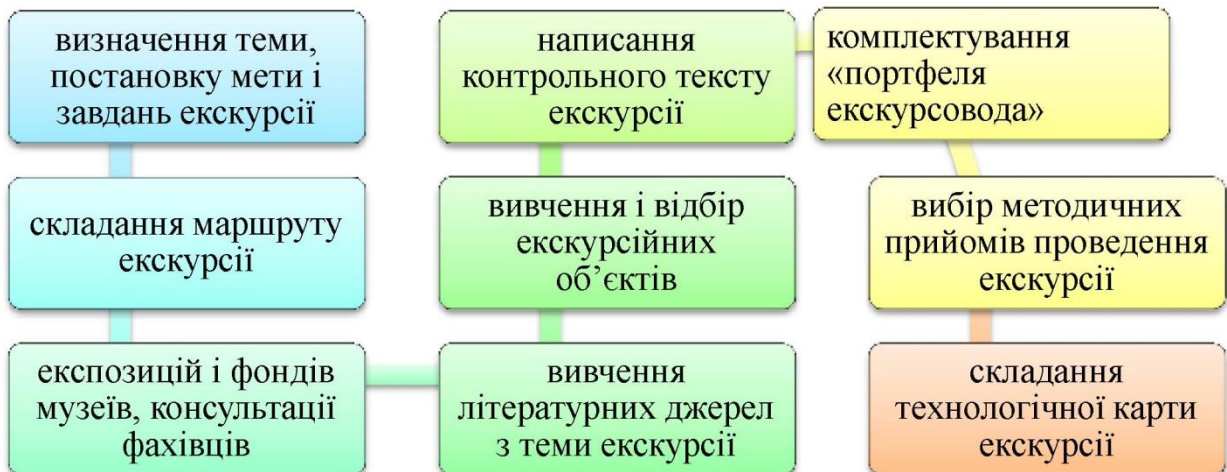 визначення теми,
постановку мети і
завдань екскурсії
складання маршруту
екскурсії
експозицій і фондів
музеїв, консультації
фахівців
вивчення
літературних джерел
з теми екскурсії
вивчення і відбір
екскурсійних
об’єктів
написання
контрольного тексту
екскурсії
комплектування
«портфеля
екскурсовода»
вибір методичних
прийомів проведення
екскурсії
складання
технологічної карти
екскурсії